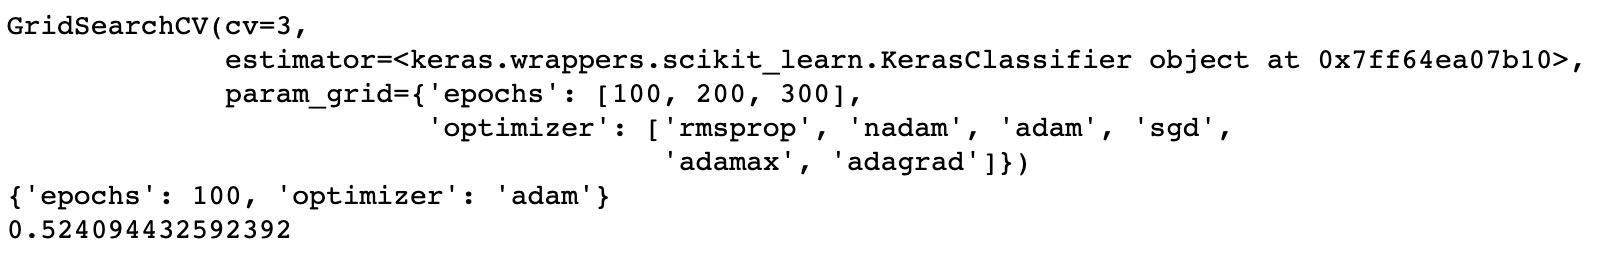 GridSearchCV(cv=3,
estimator=<keras.wrappers.scikit_learn.KerasClassifier object at 0x7ff64ea07b10>,
param_grid={'epochs': [100, 200, 300],
'optimizer': ['rmsprop', 'nadam', 'adam', 'sgd',
'adamax', 'adagrad']})
{'epochs': 100, 'optimizer': 'adam'}
0.524094432592392